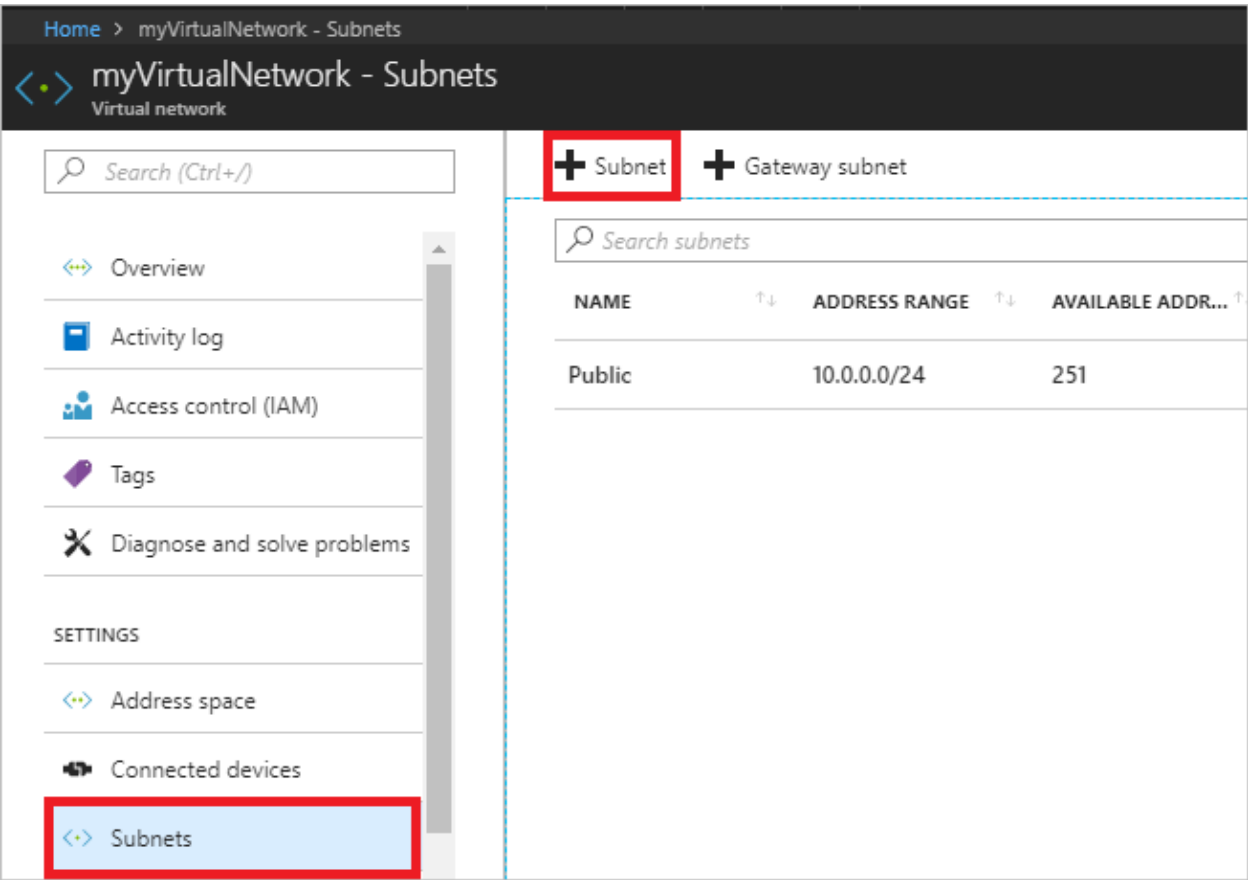 Home > myVirtualNetwork - Subnets
myVirtualNetwork - Subnets
Virtual network
Search (Ctrl+/)
Overview
Activity log
Access control (IAM)
Tags
Diagnose and solve problems
SETTINGS
Address space
Connected devices
Subnets
Subnet Gateway subnet
Search subnets
NAME ADDRESS RANGE AVAILABLE ADDR...
Public 10.0.0.0/24 251